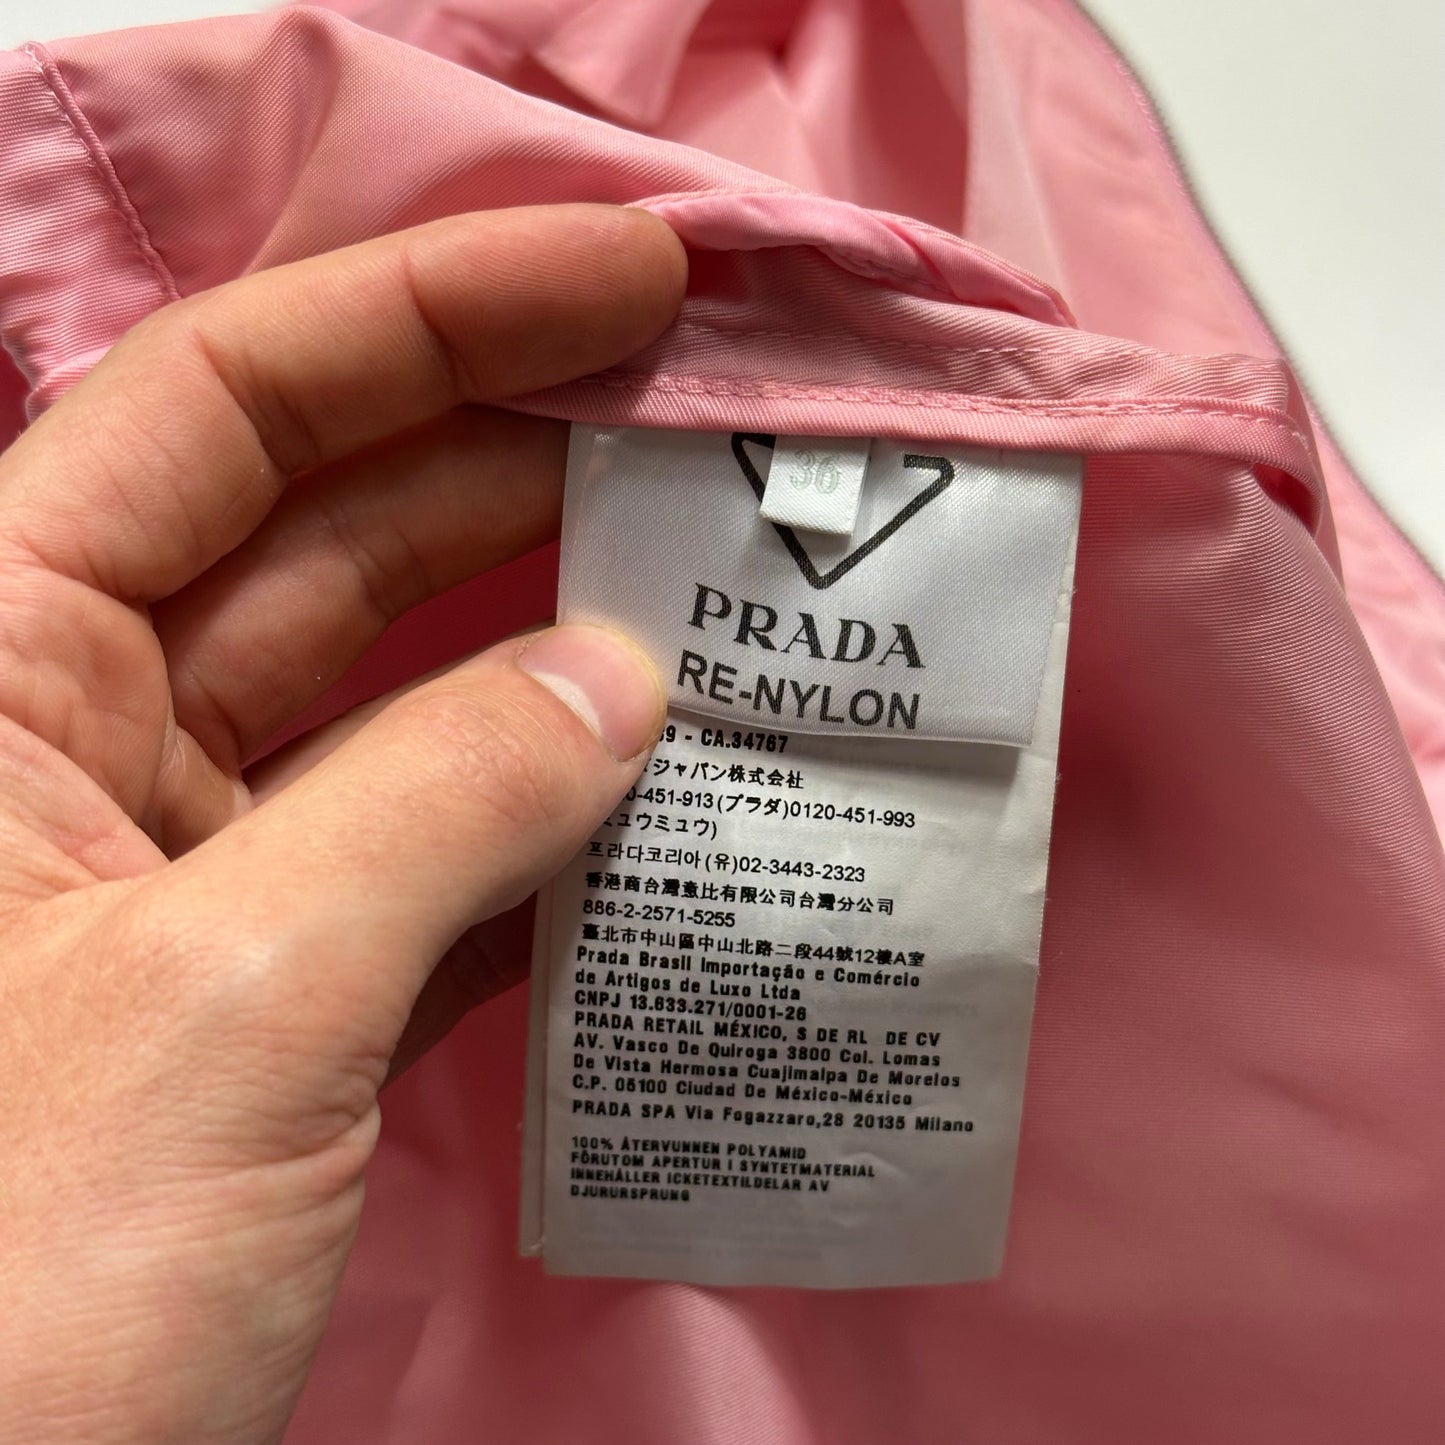 36
PRADA
RE-NYLON
39 - CA.34767
ジャパン株式会社
0-451-913(プラダ)0120-451-993
ミュウミュウ)
프라다코리아(유)02-3443-2323
香港商台灣意比有限公司台灣分公司
886-2-2571-5255
臺北市中山區中山北路二段44號12樓A室
Prada Brasil Importação e Comércio
de Artigos de Luxo Ltda
CNPJ 13.633.271/0001-26
PRADA RETAIL MÉXICO, S DE RL DE CV
AV. Vasco De Quiroga 3800 Col. Lomas
De Vista Hermosa Cuajimalpa De Morelos
C.P. 05100 Ciudad De México-México
PRADA SPA Via Fogazzaro,28 20135 Milano
100% ÅTERVUNNEN POLYAMID
FÖRUTOM APERTUR I SYNTETMATERIAL
INNEHÅLLER ICKETEXTILDELAR AV
DJURURSPRUNG